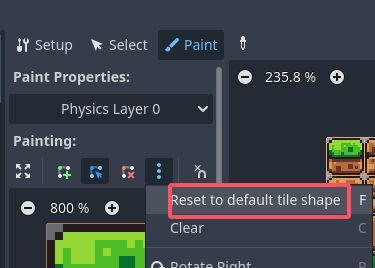 Setup Select Paint
Paint Properties:
235.8 %
Physics Layer 0
Painting:
Reset to default tile shape F
800 %
Clear C
Rotate Right R